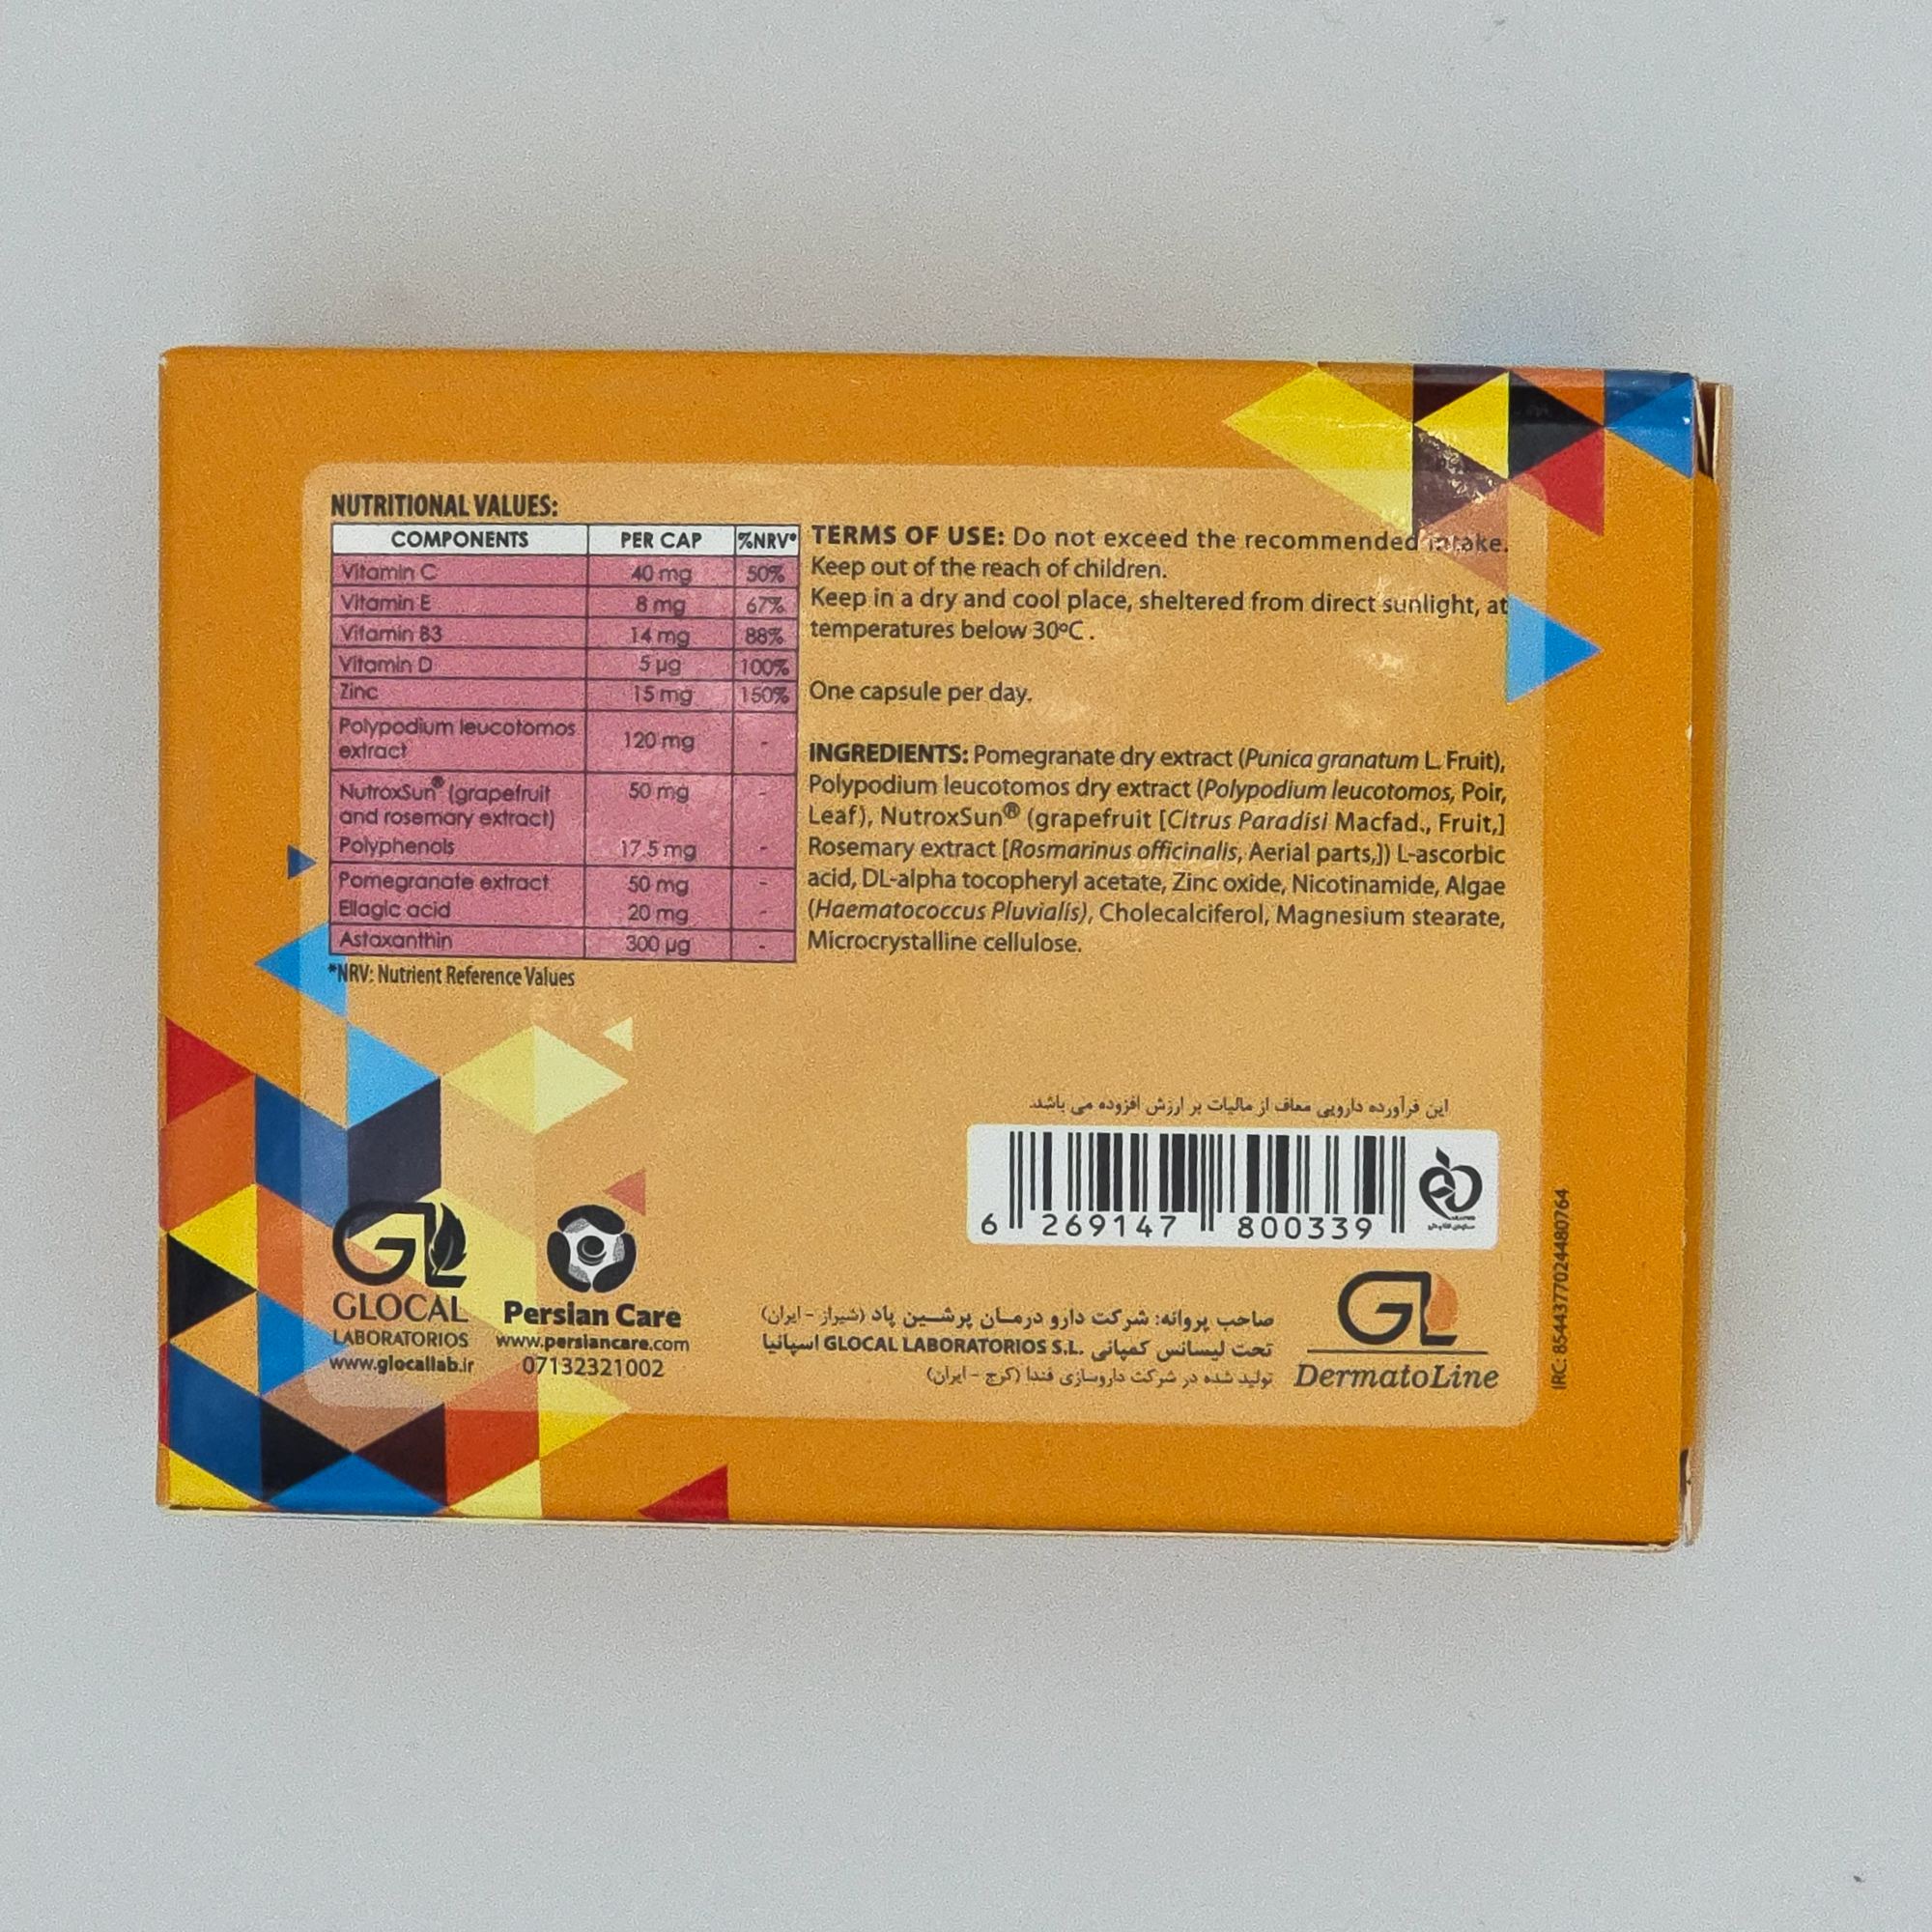 NUTRITIONAL VALUES:
COMPONENTS PER CAP %NRV*
Vitamin C 40 mg 50%
Vitamin E 8 mg 67%
Vitamin B3 14 mg 88%
Vitamin D 5 µg 100%
Zinc 15 mg 150%
Polypodium leucotomos
extract 120 mg -
NutroxSun® (grapefruit 50 mg -
and rosemary extract)
Polyphenols 17.5 mg -
Pomegranate extract 50 mg -
Ellagic acid 20 mg -
Astaxanthin 300 µg -
*NRV: Nutrient Reference Values
TERMS OF USE: Do not exceed the recommended intake.
Keep out of the reach of children.
Keep in a dry and cool place, sheltered from direct sunlight, at
temperatures below 30ºC .
One capsule per day.
INGREDIENTS: Pomegranate dry extract (Punica granatum L. Fruit),
Polypodium leucotomos dry extract (Polypodium leucotomos, Poir,
Leaf), NutroxSun® (grapefruit [Citrus Paradisi Macfad., Fruit,]
Rosemary extract [Rosmarinus officinalis, Aerial parts,]) L-ascorbic
acid, DL-alpha tocopheryl acetate, Zinc oxide, Nicotinamide, Algae
(Haematococcus Pluvialis), Cholecalciferol, Magnesium stearate,
Microcrystalline cellulose.
این فرآورده دارویی معاف از مالیات بر ارزش افزوده می باشد.
6 269147 800339
GL
GLOCAL
LABORATORIOS
www.glocallab.ir
Persian Care
www.persiancare.com
07132321002
صاحب پروانه: شرکت دارو درمان پرشین پاد (شیراز - ایران)
تحت لیسانس کمپانی GLOCAL LABORATORIOS S.L. اسپانیا
تولید شده در شرکت داروسازی فندا (کرج - ایران)
GL
DermatoLine
IRC: 8544377024480764